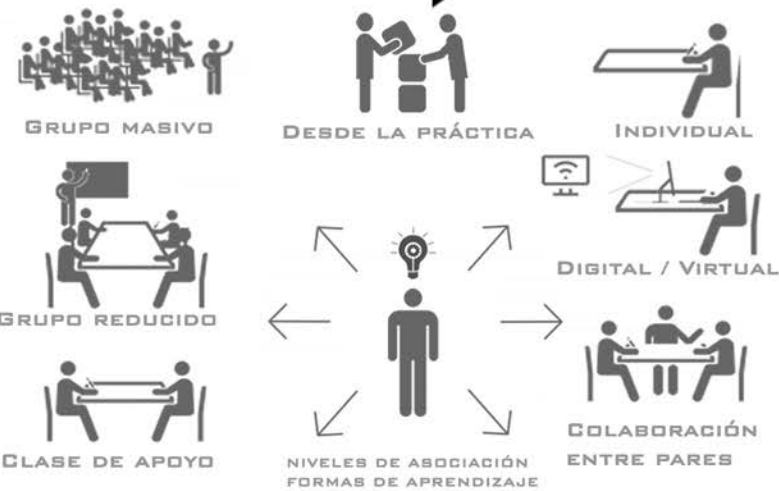 GRUPO MASIVO
DESDE LA PRÁCTICA
INDIVIDUAL
DIGITAL / VIRTUAL
GRUPO REDUCIDO
COLABORACIÓN
ENTRE PARES
CLASE DE APOYO
NIVELES DE ASOCIACIÓN
FORMAS DE APRENDIZAJE